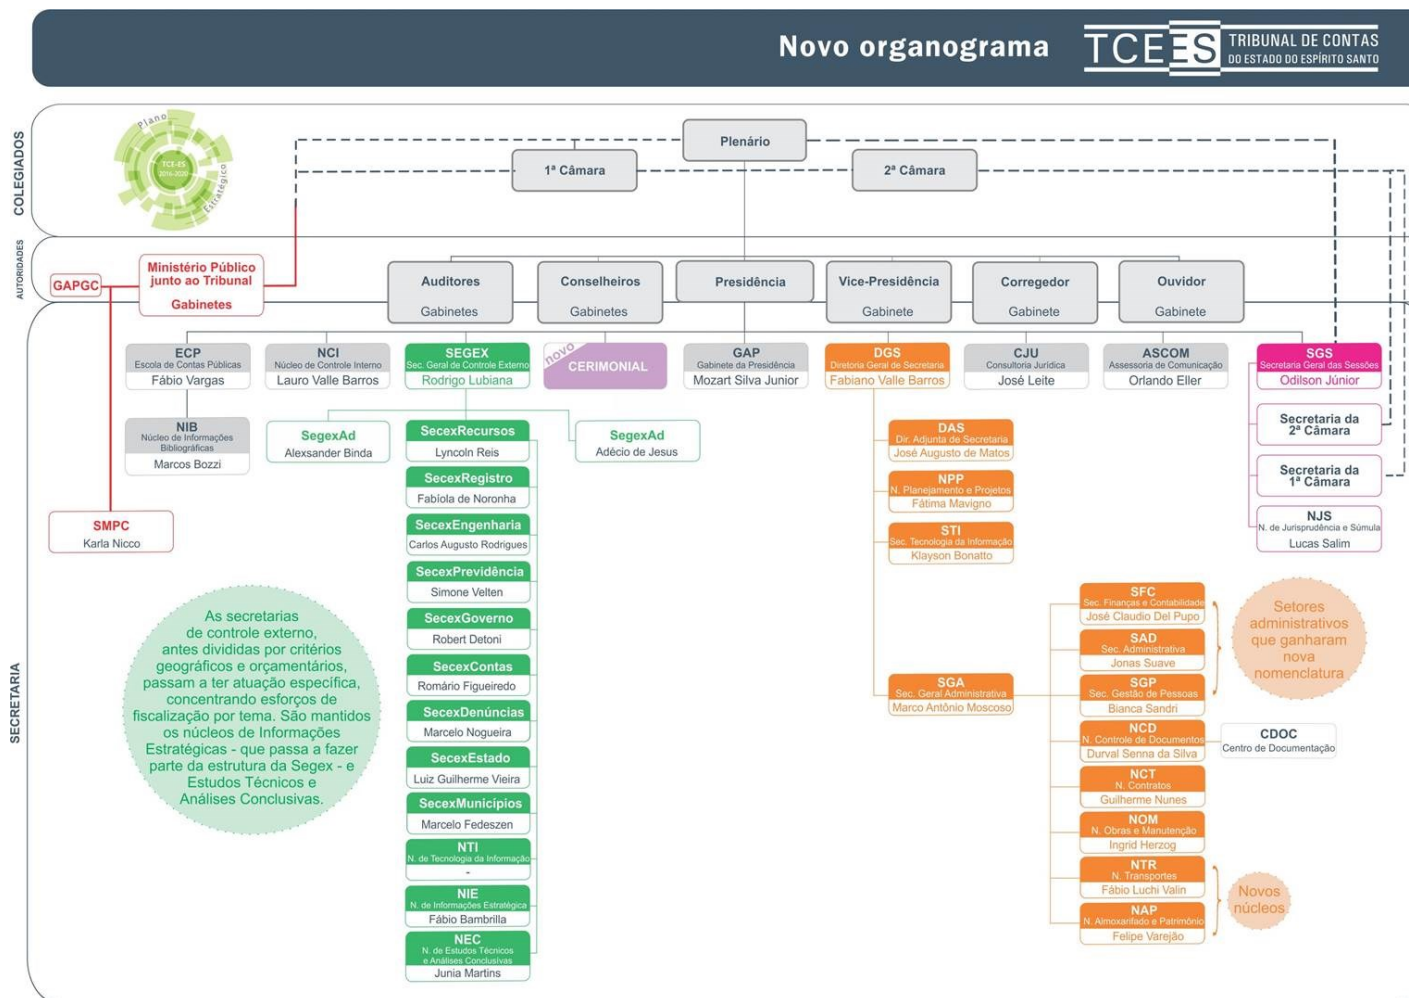 Novo organograma
TCEES
TRIBUNAL DE CONTAS
DO ESTADO DO ESPÍRITO SANTO
COLEGIADOS
Plano
TCE-ES
2016-2020
Estratégico
Plenário
1ª Câmara
2ª Câmara
AUTORIDADES
GAPGC
Ministério Público
junto ao Tribunal
Gabinetes
Auditores
Gabinetes
Conselheiros
Gabinetes
Presidência
Vice-Presidência
Gabinete
Corregedor
Gabinete
Ouvidor
Gabinete
SECRETARIA
ECP
Escola de Contas Públicas
Fábio Vargas
NCI
Núcleo de Controle Interno
Lauro Valle Barros
SEGEX
Sec. Geral de Controle Externo
Rodrigo Lubiana
novo
CERIMONIAL
GAP
Gabinete da Presidência
Mozart Silva Junior
DGS
Diretoria Geral de Secretaria
Fabiano Valle Barros
CJU
Consultoria Jurídica
José Leite
ASCOM
Assessoria de Comunicação
Orlando Eller
SGS
Secretaria Geral das Sessões
Odilson Júnior
NIB
Núcleo de Informações
Bibliográficas
Marcos Bozzi
SegexAd
Alexsander Binda
SecexRecursos
Lyncoln Reis
SegexAd
Adécio de Jesus
SecexRegistro
Fabíola de Noronha
SecexEngenharia
Carlos Augusto Rodrigues
SecexPrevidência
Simone Velten
SecexGoverno
Robert Detoni
SecexContas
Romário Figueiredo
SecexDenúncias
Marcelo Nogueira
SecexEstado
Luiz Guilherme Vieira
SecexMunicípios
Marcelo Fedeszen
NTI
N. de Tecnologia da Informação
-
NIE
N. de Informações Estratégica
Fábio Bambrilla
NEC
N. de Estudos Técnicos
e Análises Conclusivas
Junia Martins
DAS
Dir. Adjunta de Secretaria
José Augusto de Matos
NPP
N. Planejamento e Projetos
Fátima Mavigno
STI
Sec. Tecnologia da Informação
Klayson Bonatto
SGA
Sec. Geral Administrativa
Marco Antônio Moscoso
Secretaria da
2ª Câmara
Secretaria da
1ª Câmara
NJS
N. de Jurisprudência e Súmula
Lucas Salim
SMPC
Karla Nicco
As secretarias
de controle externo,
antes divididas por critérios
geográficos e orçamentários,
passam a ter atuação específica,
concentrando esforços de
fiscalização por tema. São mantidos
os núcleos de Informações
Estratégicas - que passa a fazer
parte da estrutura da Segex - e
Estudos Técnicos e
Análises Conclusivas.
SFC
Sec. Finanças e Contabilidade
José Claudio Del Pupo
SAD
Sec. Administrativa
Jonas Suave
SGP
Sec. Gestão de Pessoas
Bianca Sandri
NCD
N. Controle de Documentos
Durval Senna da Silva
CDOC
Centro de Documentação
NCT
N. Contratos
Guilherme Nunes
NOM
N. Obras e Manutenção
Ingrid Herzog
NTR
N. Transportes
Fábio Luchi Valin
NAP
N. Almoxarifado e Patrimônio
Felipe Varejão
Setores
administrativos
que ganharam
nova
nomenclatura
Novos
núcleos